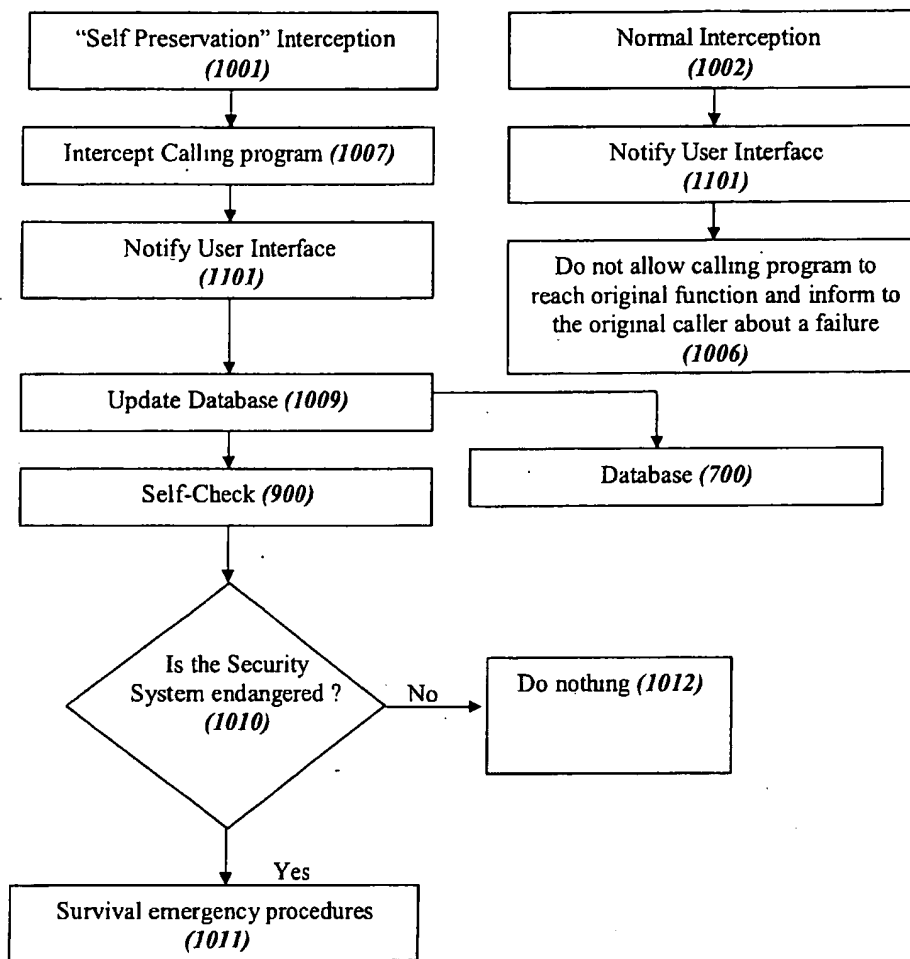 “Self Preservation” Interception
(1001)
Intercept Calling program (1007)
Notify User Interface
(1101)
Update Database (1009)
Self-Check (900)
Is the Security
System endangered ?
(1010)
No
Do nothing (1012)
Yes
Survival emergency procedures
(1011)
Normal Interception
(1002)
Notify User Interface
(1101)
Do not allow calling program to
reach original function and inform to
the original caller about a failure
(1006)
Database (700)